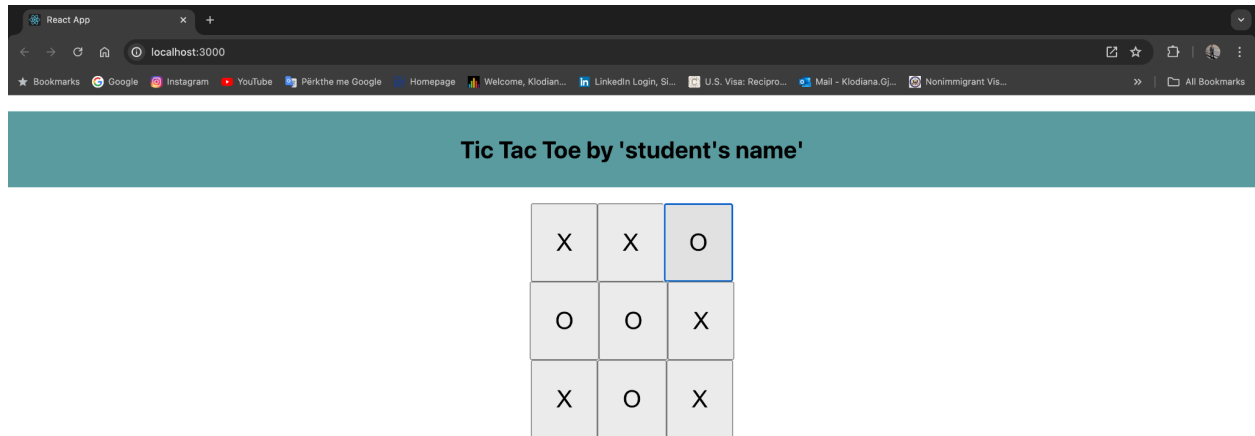 React App
localhost:3000
Bookmarks Google Instagram YouTube Përkthe me Google Homepage Welcome, Klodian... LinkedIn Login, Si... U.S. Visa: Recipro... Mail - Klodiana.Gj... Nonimmigrant Vis... » All Bookmarks
Tic Tac Toe by 'student's name'
X X O
O O X
X O X